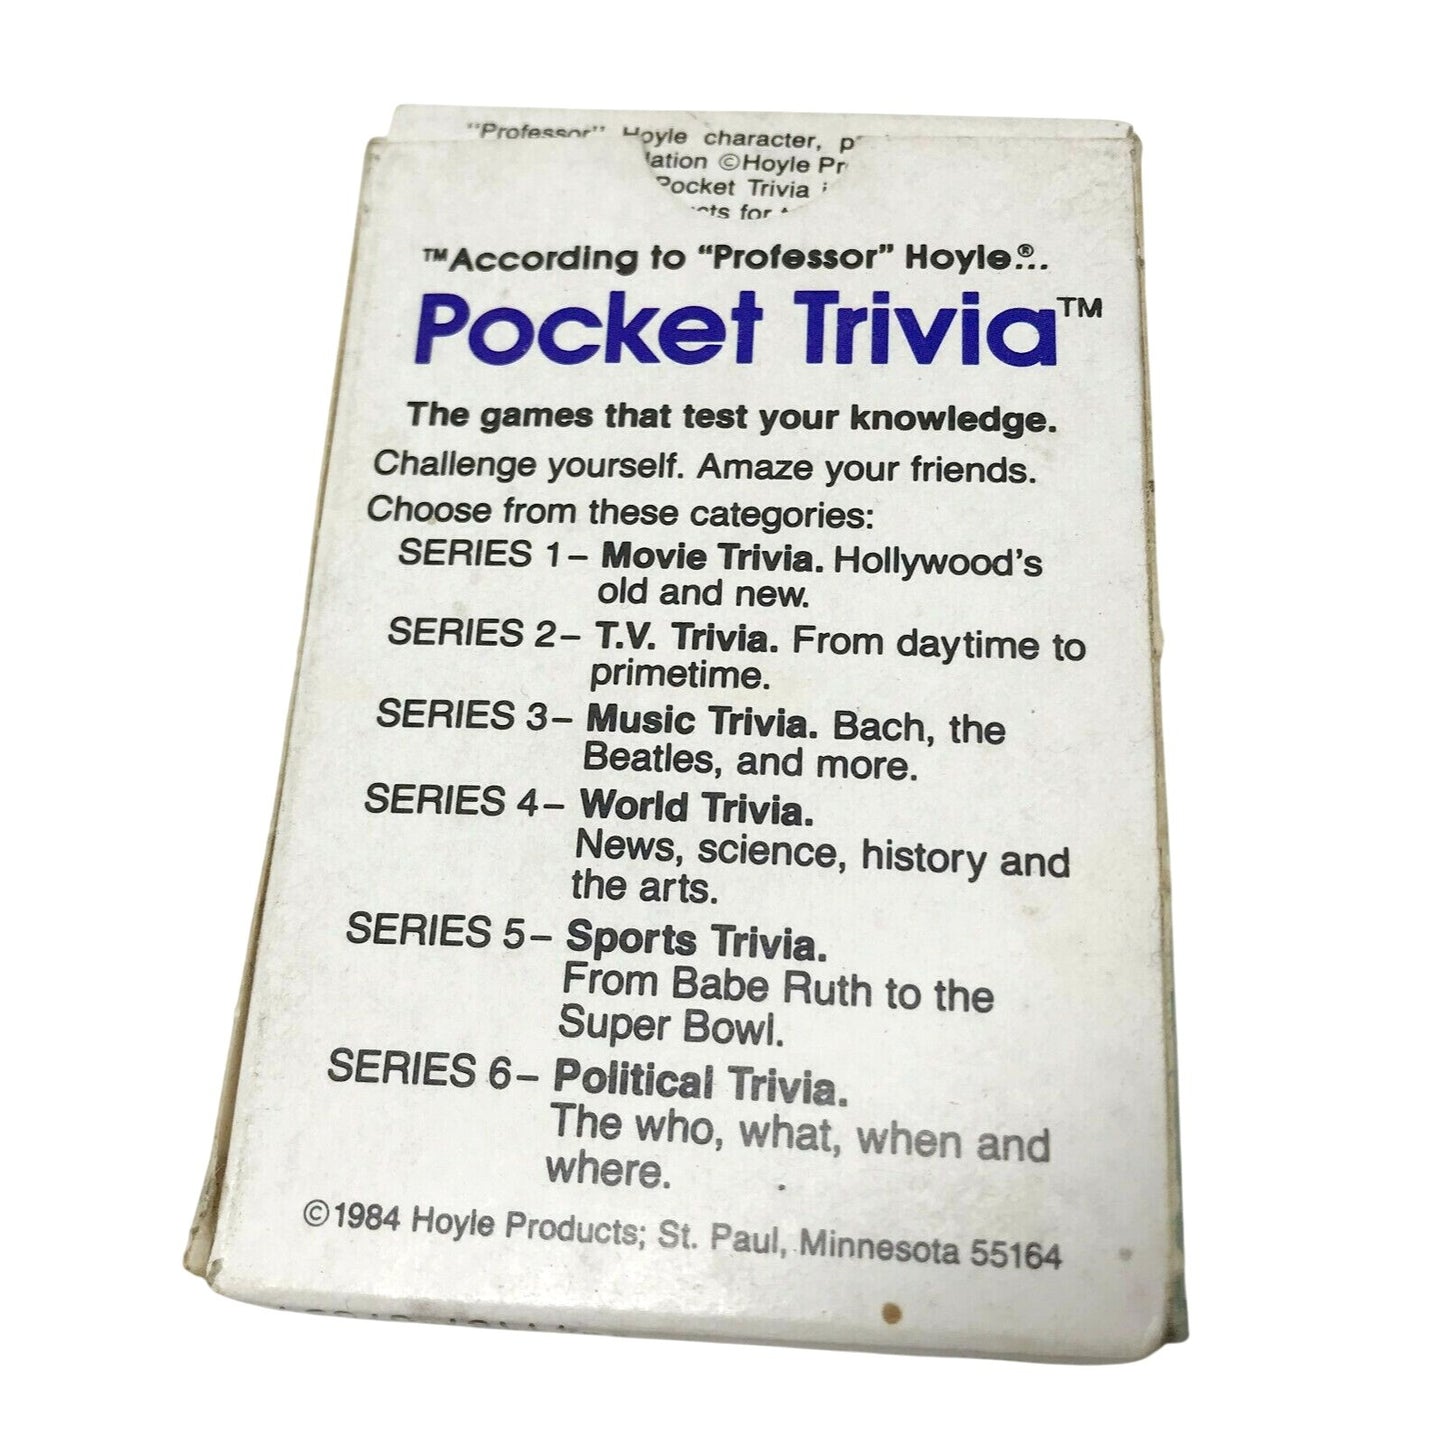 "Professor" Hoyle character,
©Hoyle
Pocket Trivia
for
™According to “Professor” Hoyle®...
Pocket Trivia™
The games that test your knowledge.
Challenge yourself. Amaze your friends.
Choose from these categories:
SERIES 1– Movie Trivia. Hollywood's
old and new.
SERIES 2– T.V. Trivia. From daytime to
primetime.
SERIES 3– Music Trivia. Bach, the
Beatles, and more.
SERIES 4– World Trivia.
News, science, history and
the arts.
SERIES 5– Sports Trivia.
From Babe Ruth to the
Super Bowl.
SERIES 6– Political Trivia.
The who, what, when and
where.
©1984 Hoyle Products; St. Paul, Minnesota 55164